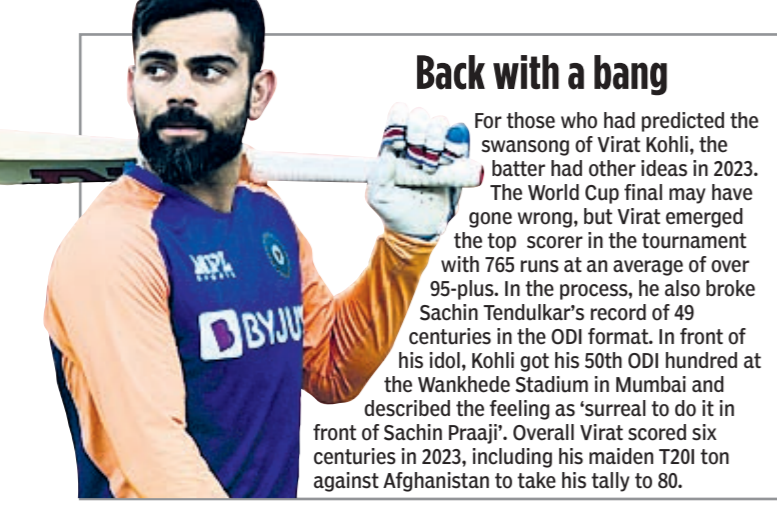 Back with a bang
For those who had predicted the
swansong of Virat Kohli, the
batter had other ideas in 2023.
The World Cup final may have
gone wrong, but Virat emerged
the top scorer in the tournament
with 765 runs at an average of over
95-plus. In the process, he also broke
Sachin Tendulkar's record of 49
centuries in the ODI format. In front of
his idol, Kohli got his 50th ODI hundred at
the Wankhede Stadium in Mumbai and
described the feeling as ‘surreal to do it in
front of Sachin Praaji’. Overall Virat scored six
centuries in 2023, including his maiden T20I ton
against Afghanistan to take his tally to 80.
MPL
SPORTS
BYJU